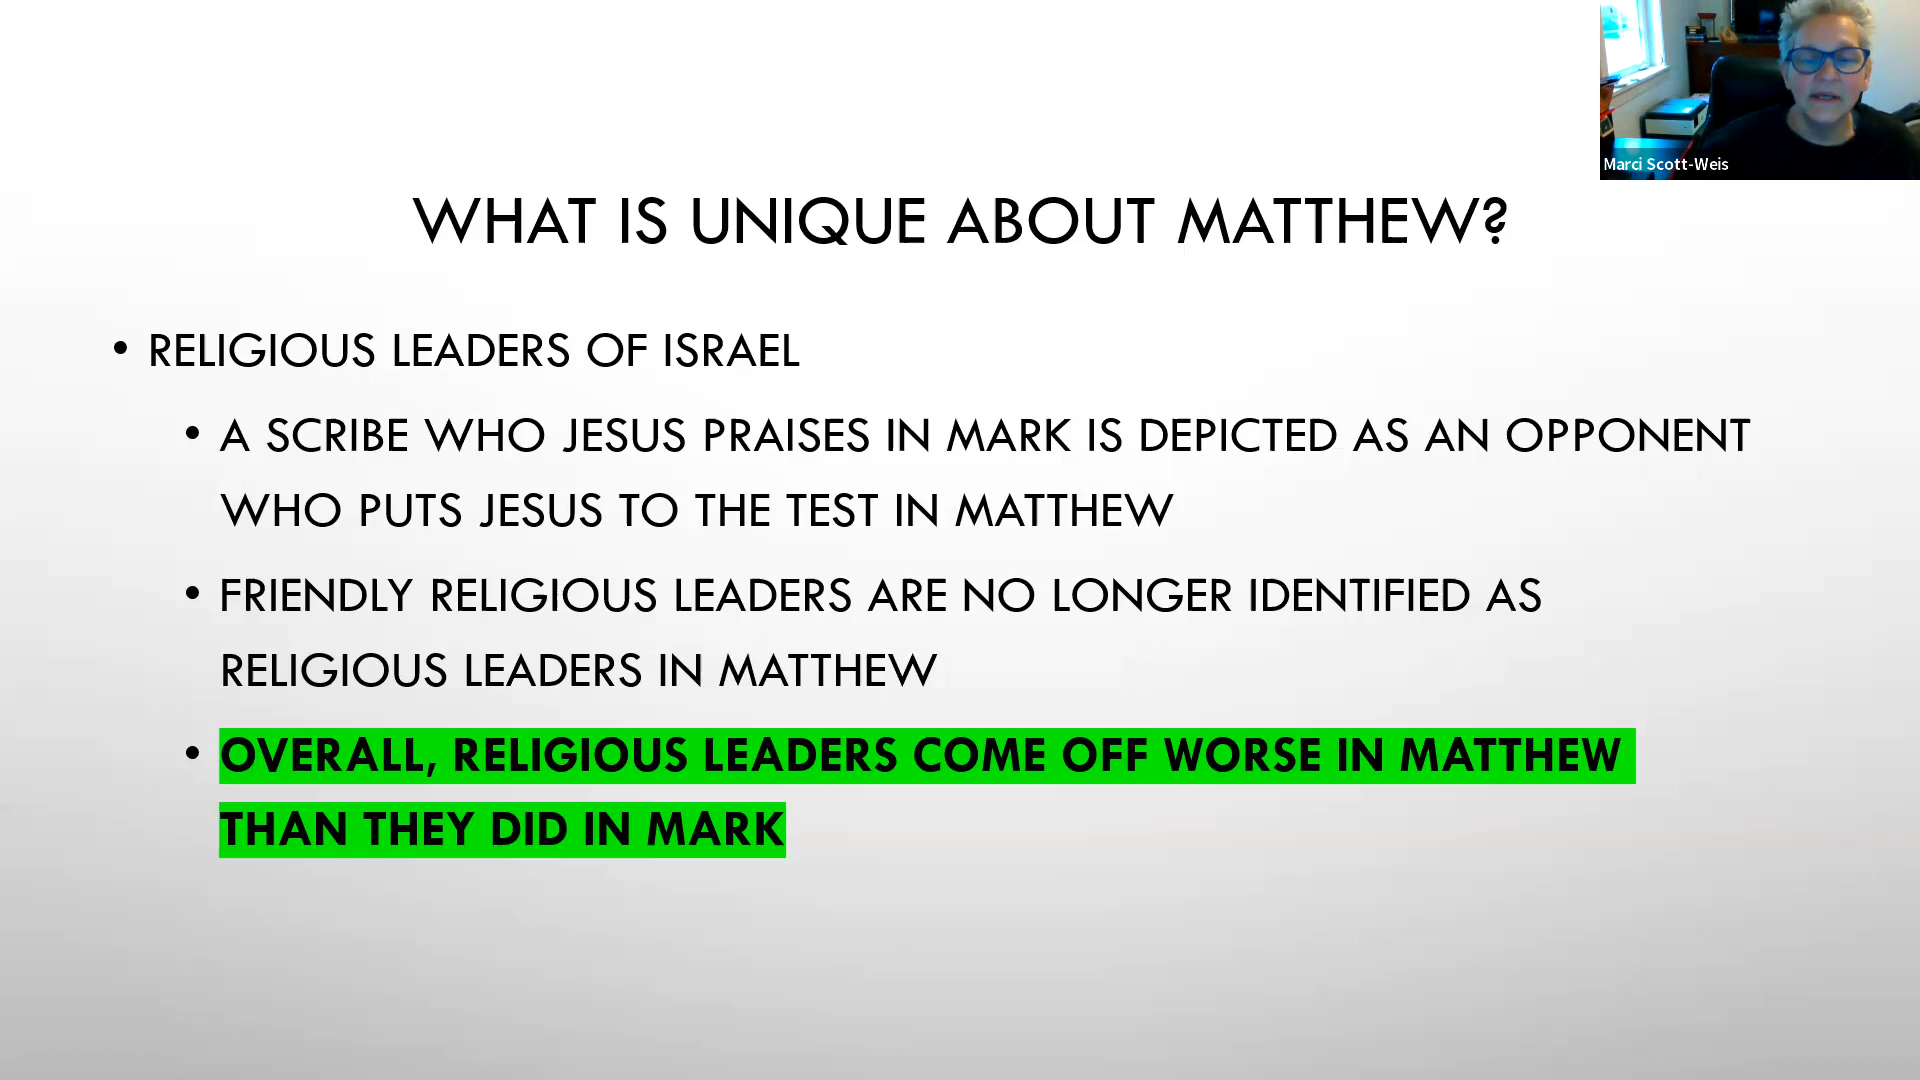 Marci Scott-Weis
WHAT IS UNIQUE ABOUT MATTHEW?
• RELIGIOUS LEADERS OF ISRAEL
• A SCRIBE WHO JESUS PRAISES IN MARK IS DEPICTED AS AN OPPONENT
WHO PUTS JESUS TO THE TEST IN MATTHEW
• FRIENDLY RELIGIOUS LEADERS ARE NO LONGER IDENTIFIED AS
RELIGIOUS LEADERS IN MATTHEW
• OVERALL, RELIGIOUS LEADERS COME OFF WORSE IN MATTHEW
THAN THEY DID IN MARK